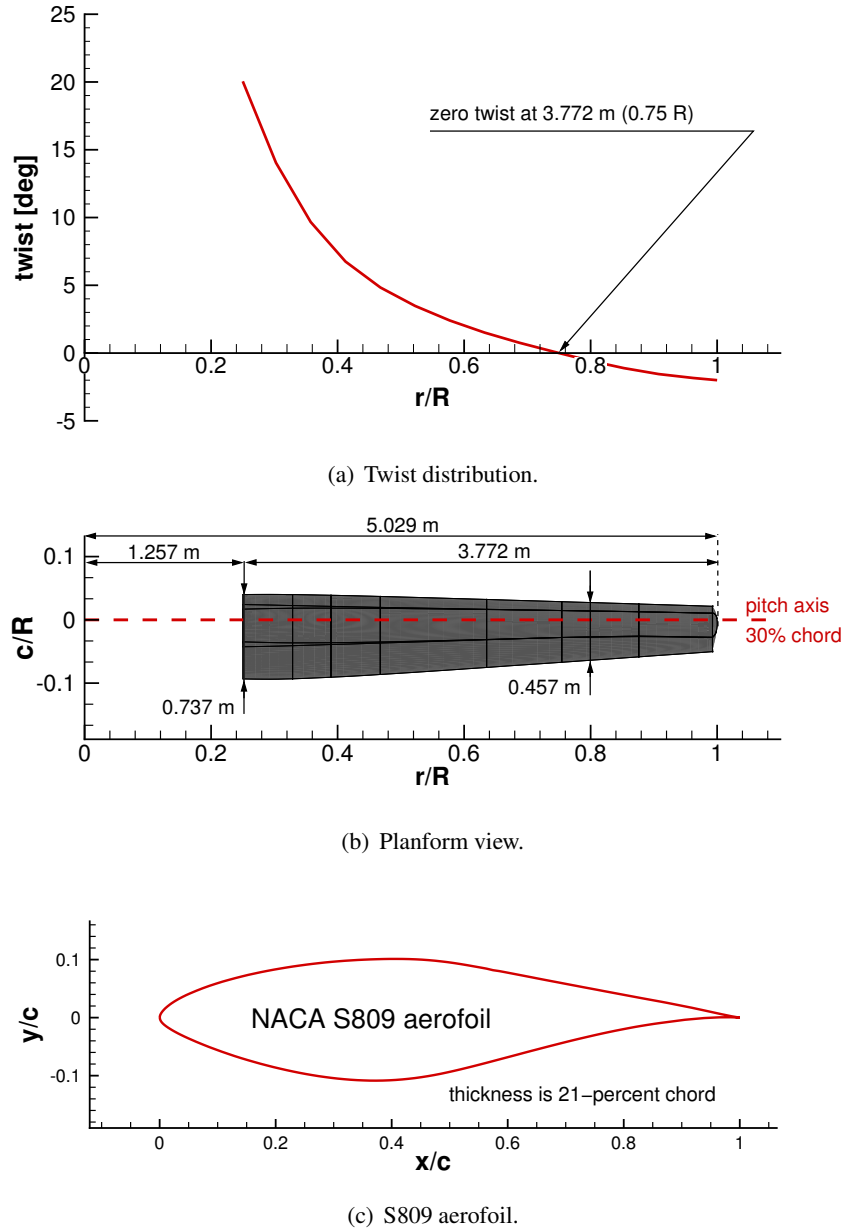 25
20
15
10
5
0
-5
twist [deg]
zero twist at 3.772 m (0.75 R)
0 0.2 0.4 0.6 0.8 1
r/R
(a) Twist distribution.
5.029 m
1.257 m 3.772 m
0.1
0
-0.1
c/R
pitch axis
30% chord
0.737 m
0.457 m
0 0.2 0.4 0.6 0.8 1
r/R
(b) Planform view.
0.1
0
-0.1
y/c
NACA S809 aerofoil
thickness is 21−percent chord
0 0.2 0.4 0.6 0.8 1
x/c
(c) S809 aerofoil.